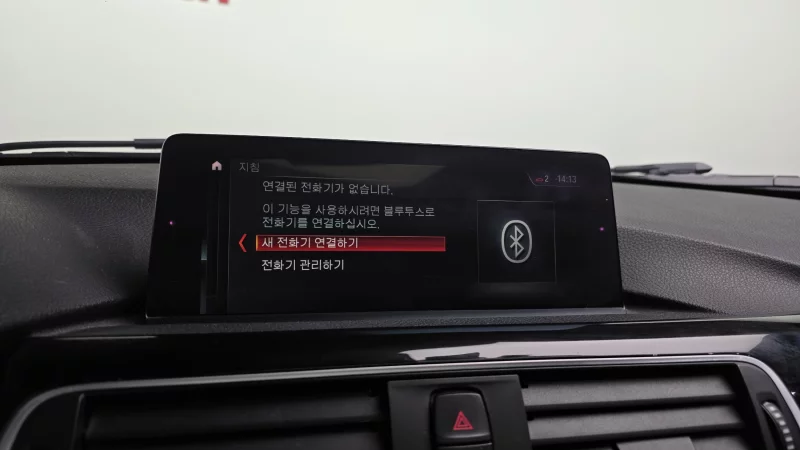 지침
2 14:13
연결된 전화기가 없습니다.
이 기능을 사용하시려면 블루투스로
전화기를 연결하십시오.
새 전화기 연결하기
전화기 관리하기